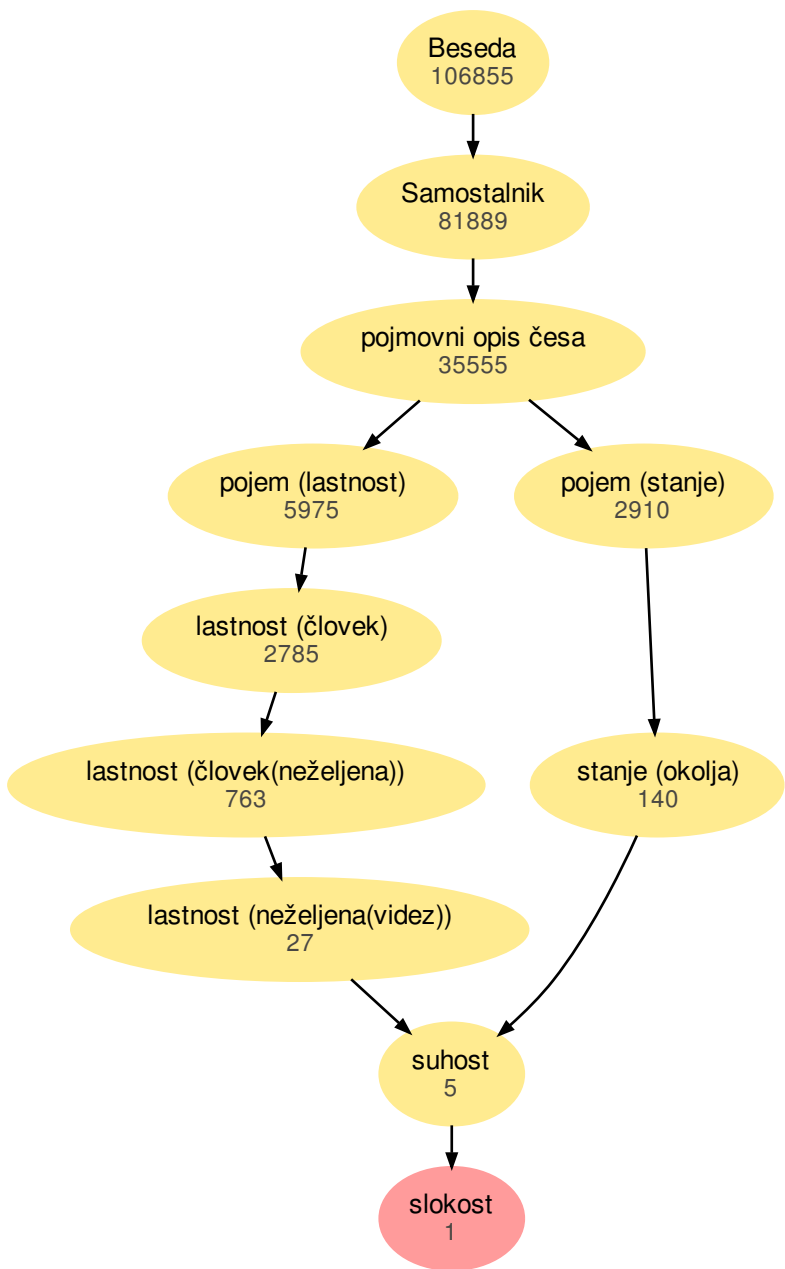 Beseda
106855
Samostalnik
81889
pojmovni opis česa
35555
pojem (lastnost)
5975
pojem (stanje)
2910
lastnost (človek)
2785
lastnost (človek(neželjena))
763
stanje (okolja)
140
lastnost (neželjena(videz))
27
suhost
5
slokost
1